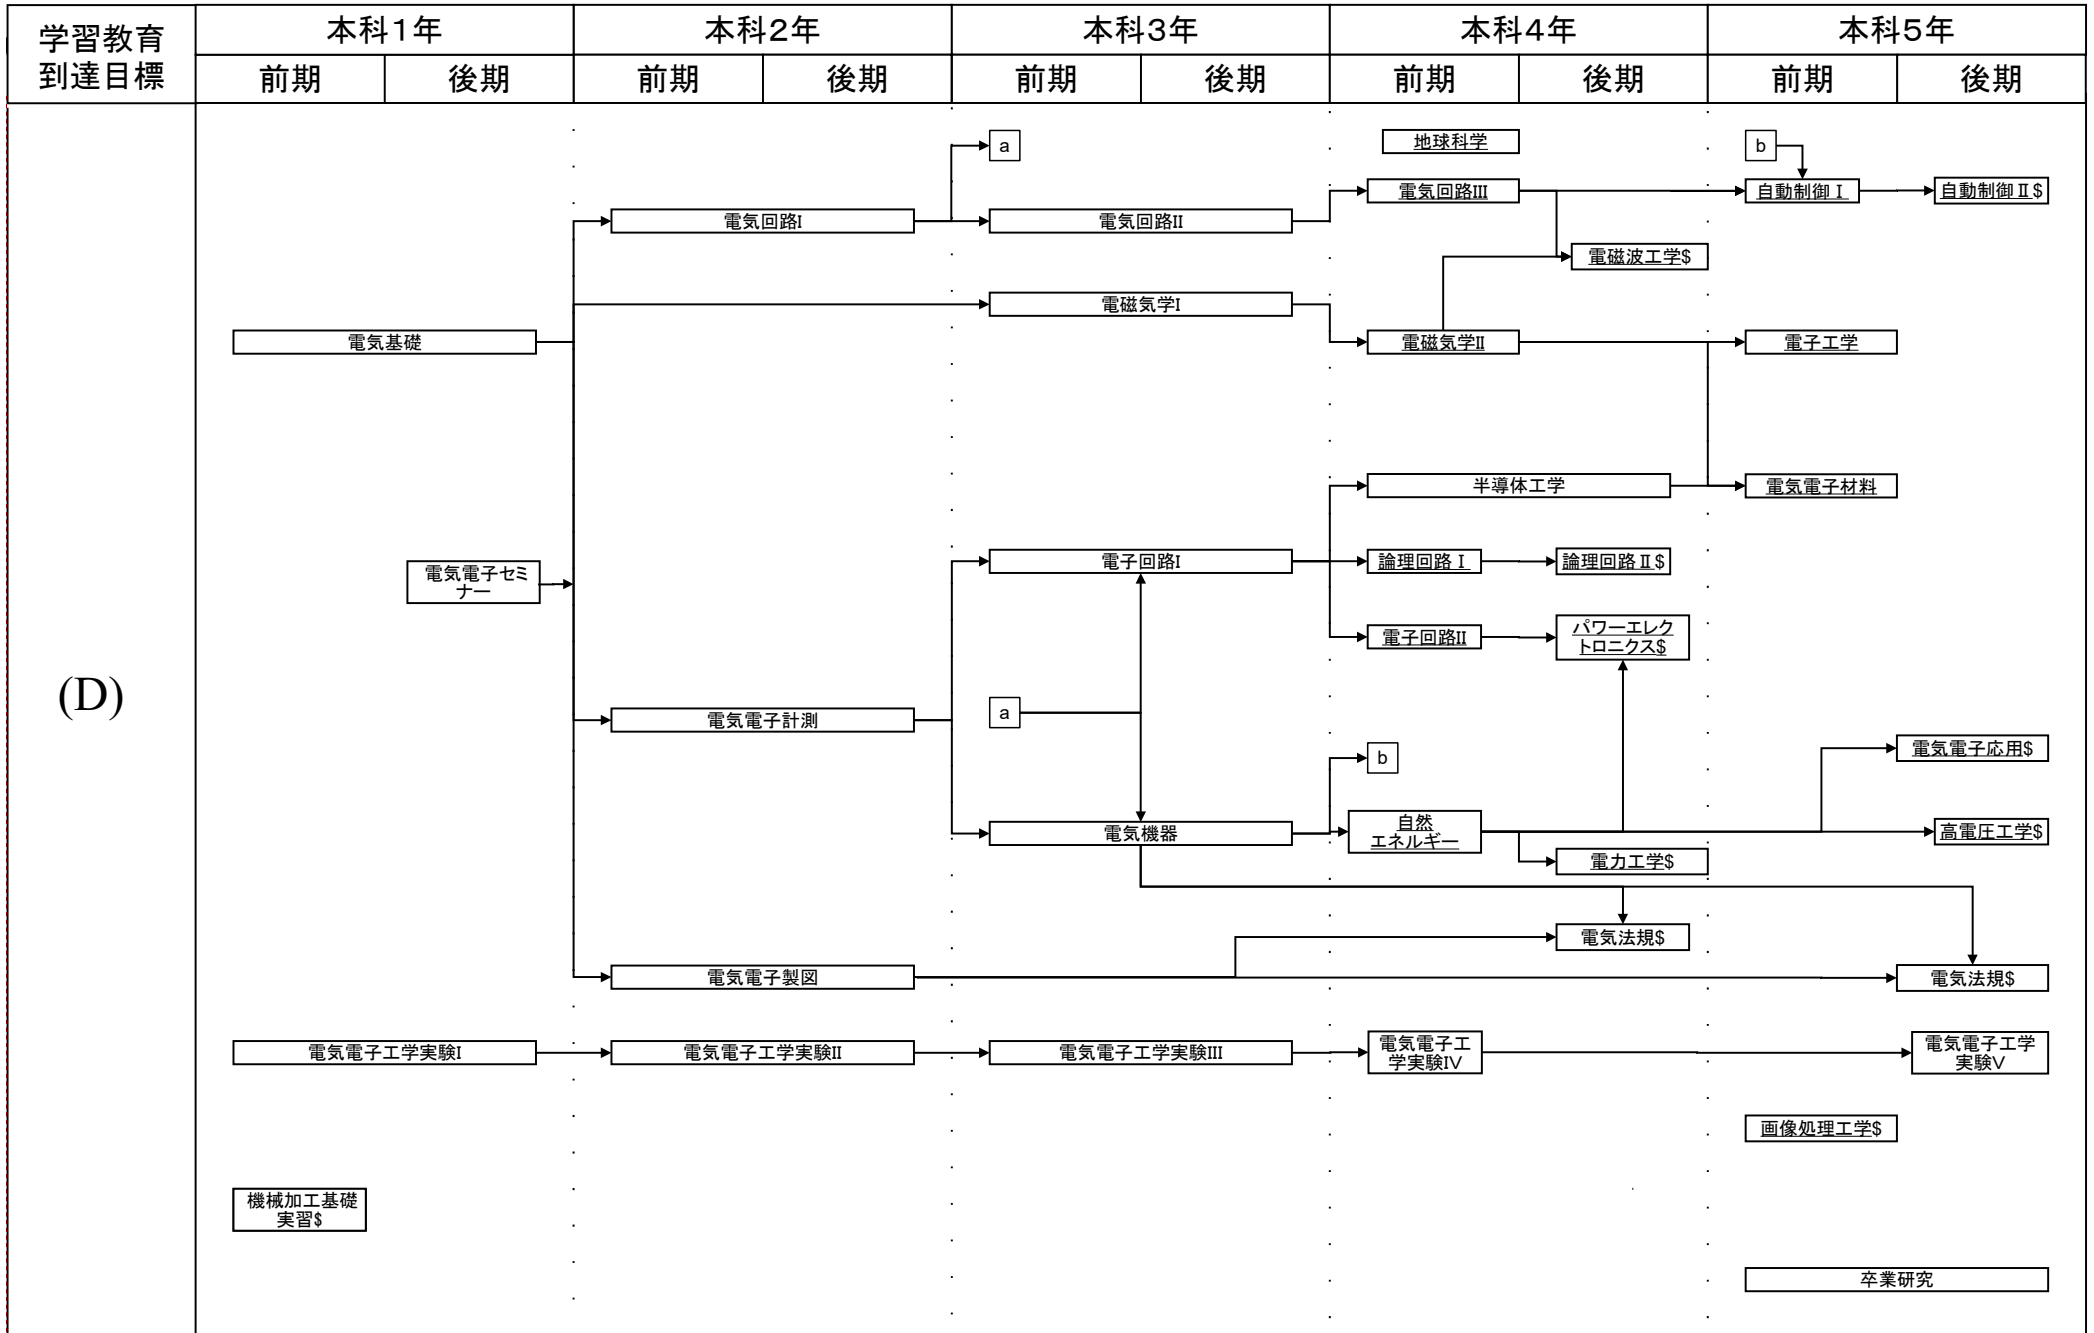 学習教育
到達目標
本科1年
本科2年
本科3年
本科4年
本科5年
前期
後期
前期
後期
前期
後期
前期
後期
前期
後期
(D)
a
地球科学
b
電気回路III
自動制御Ⅰ
自動制御Ⅱ$
電気回路I
電気回路II
電磁波工学$
電磁気学I
電気基礎
電磁気学II
電子工学
半導体工学
電気電子材料
電子回路I
論理回路Ⅰ
論理回路Ⅱ$
電気電子セミ
ナー
電子回路II
パワーエレク
トロニクス$
a
電気電子計測
b
電気電子応用$
電気機器
自然
エネルギー
高電圧工学$
電力工学$
電気法規$
電気電子製図
電気法規$
電気電子工学実験I
電気電子工学実験II
電気電子工学実験III
電気電子工
学実験IV
電気電子工学
実験V
画像処理工学$
機械加工基礎
実習$
卒業研究